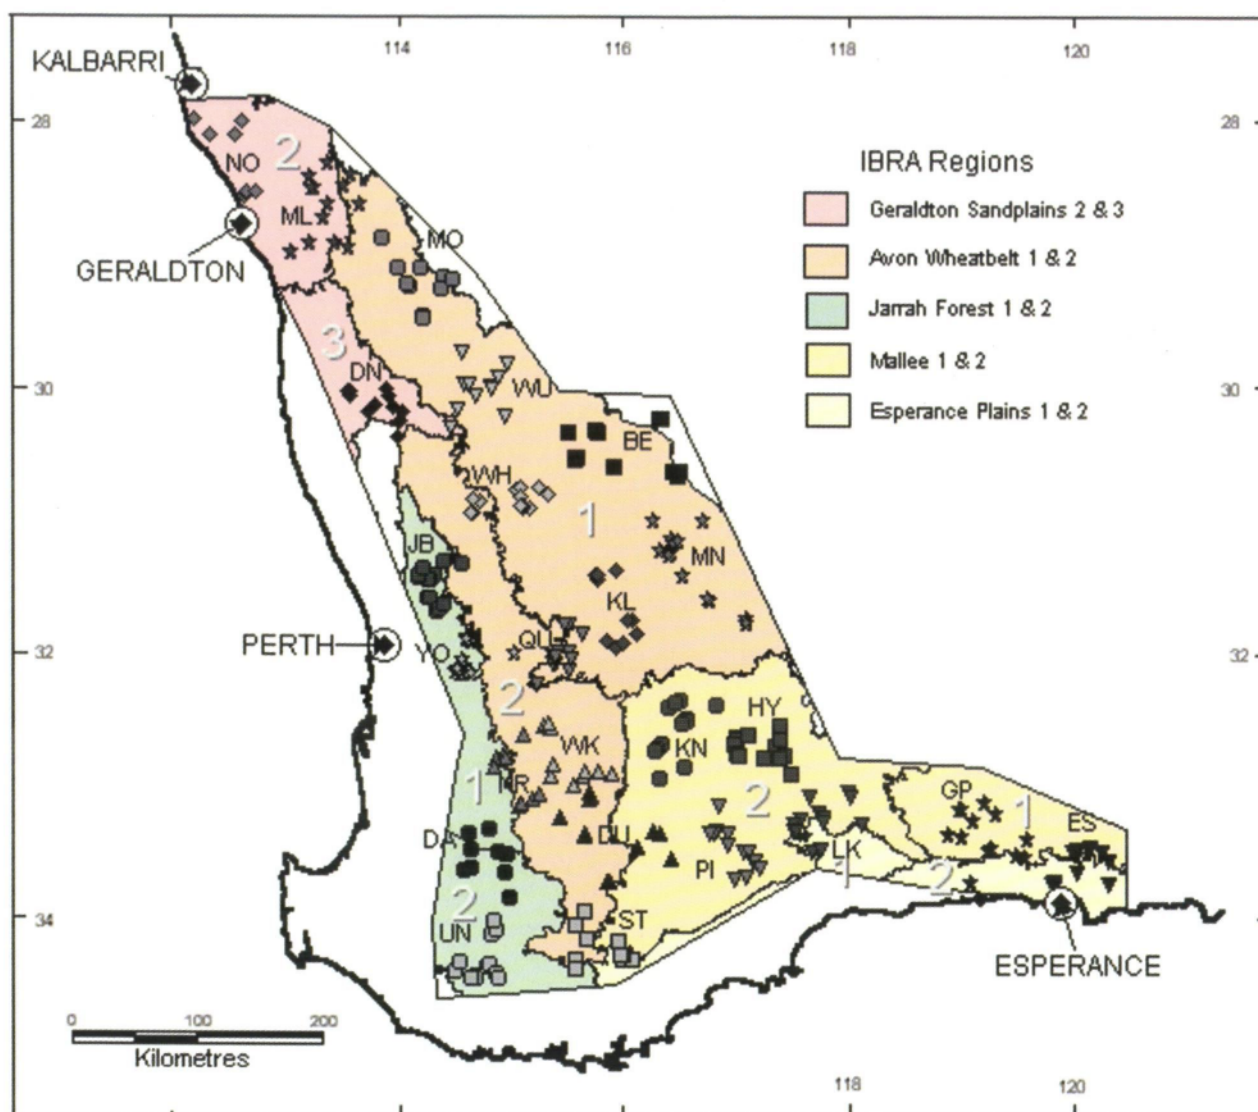 114 116 118 120
KALBARRI
28 28
IBRA Regions
2
NO
Geraldton Sandplains 2 & 3
ML
MO
Avon Wheatbelt 1 & 2
GERALDTON
Jarrah Forest 1 & 2
3
Mallee 1 & 2
DN
30 WU 30
Esperance Plains 1 & 2
BE
WH
1
JB
MN
KL
QU
PERTH YO 32 32
2
HY
WK KN
1 NR 2 GP 1
ES
DA DU LK
PI 1 2
2
34 UN ST
ESPERANCE
0 100 200
Kilometres
118 120